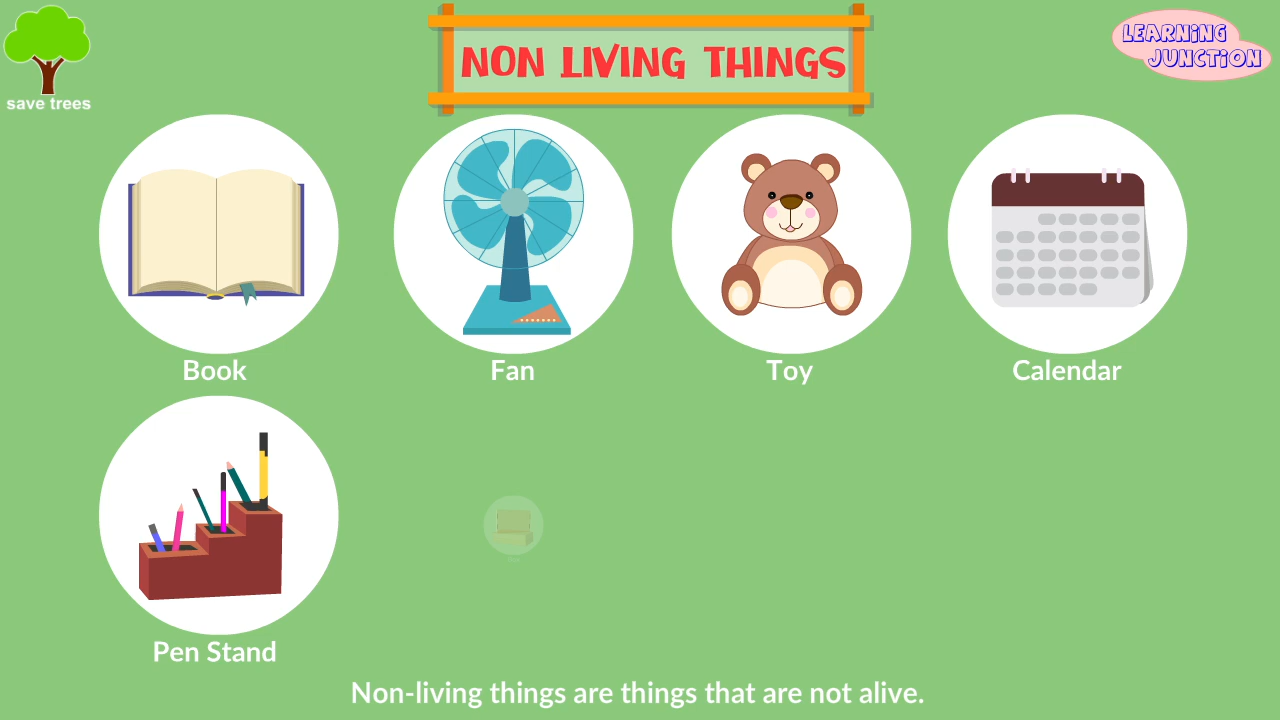 save trees
NON LIVING THINGS
LEARNING
JUNCTION
Book
Fan
Toy
Calendar
Pen Stand
Non-living things are things that are not alive.